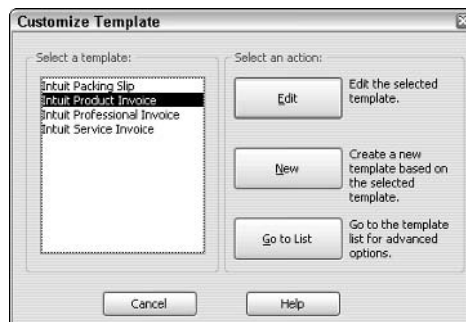 Customize Template
Select a template:
Intuit Packing Slip
Intuit Product Invoice
Intuit Professional Invoice
Intuit Service Invoice
Select an action:
Edit
Edit the selected
template.
New
Create a new
template based on
the selected
template.
Go to List
Go to the template
list for advanced
options.
Cancel
Help